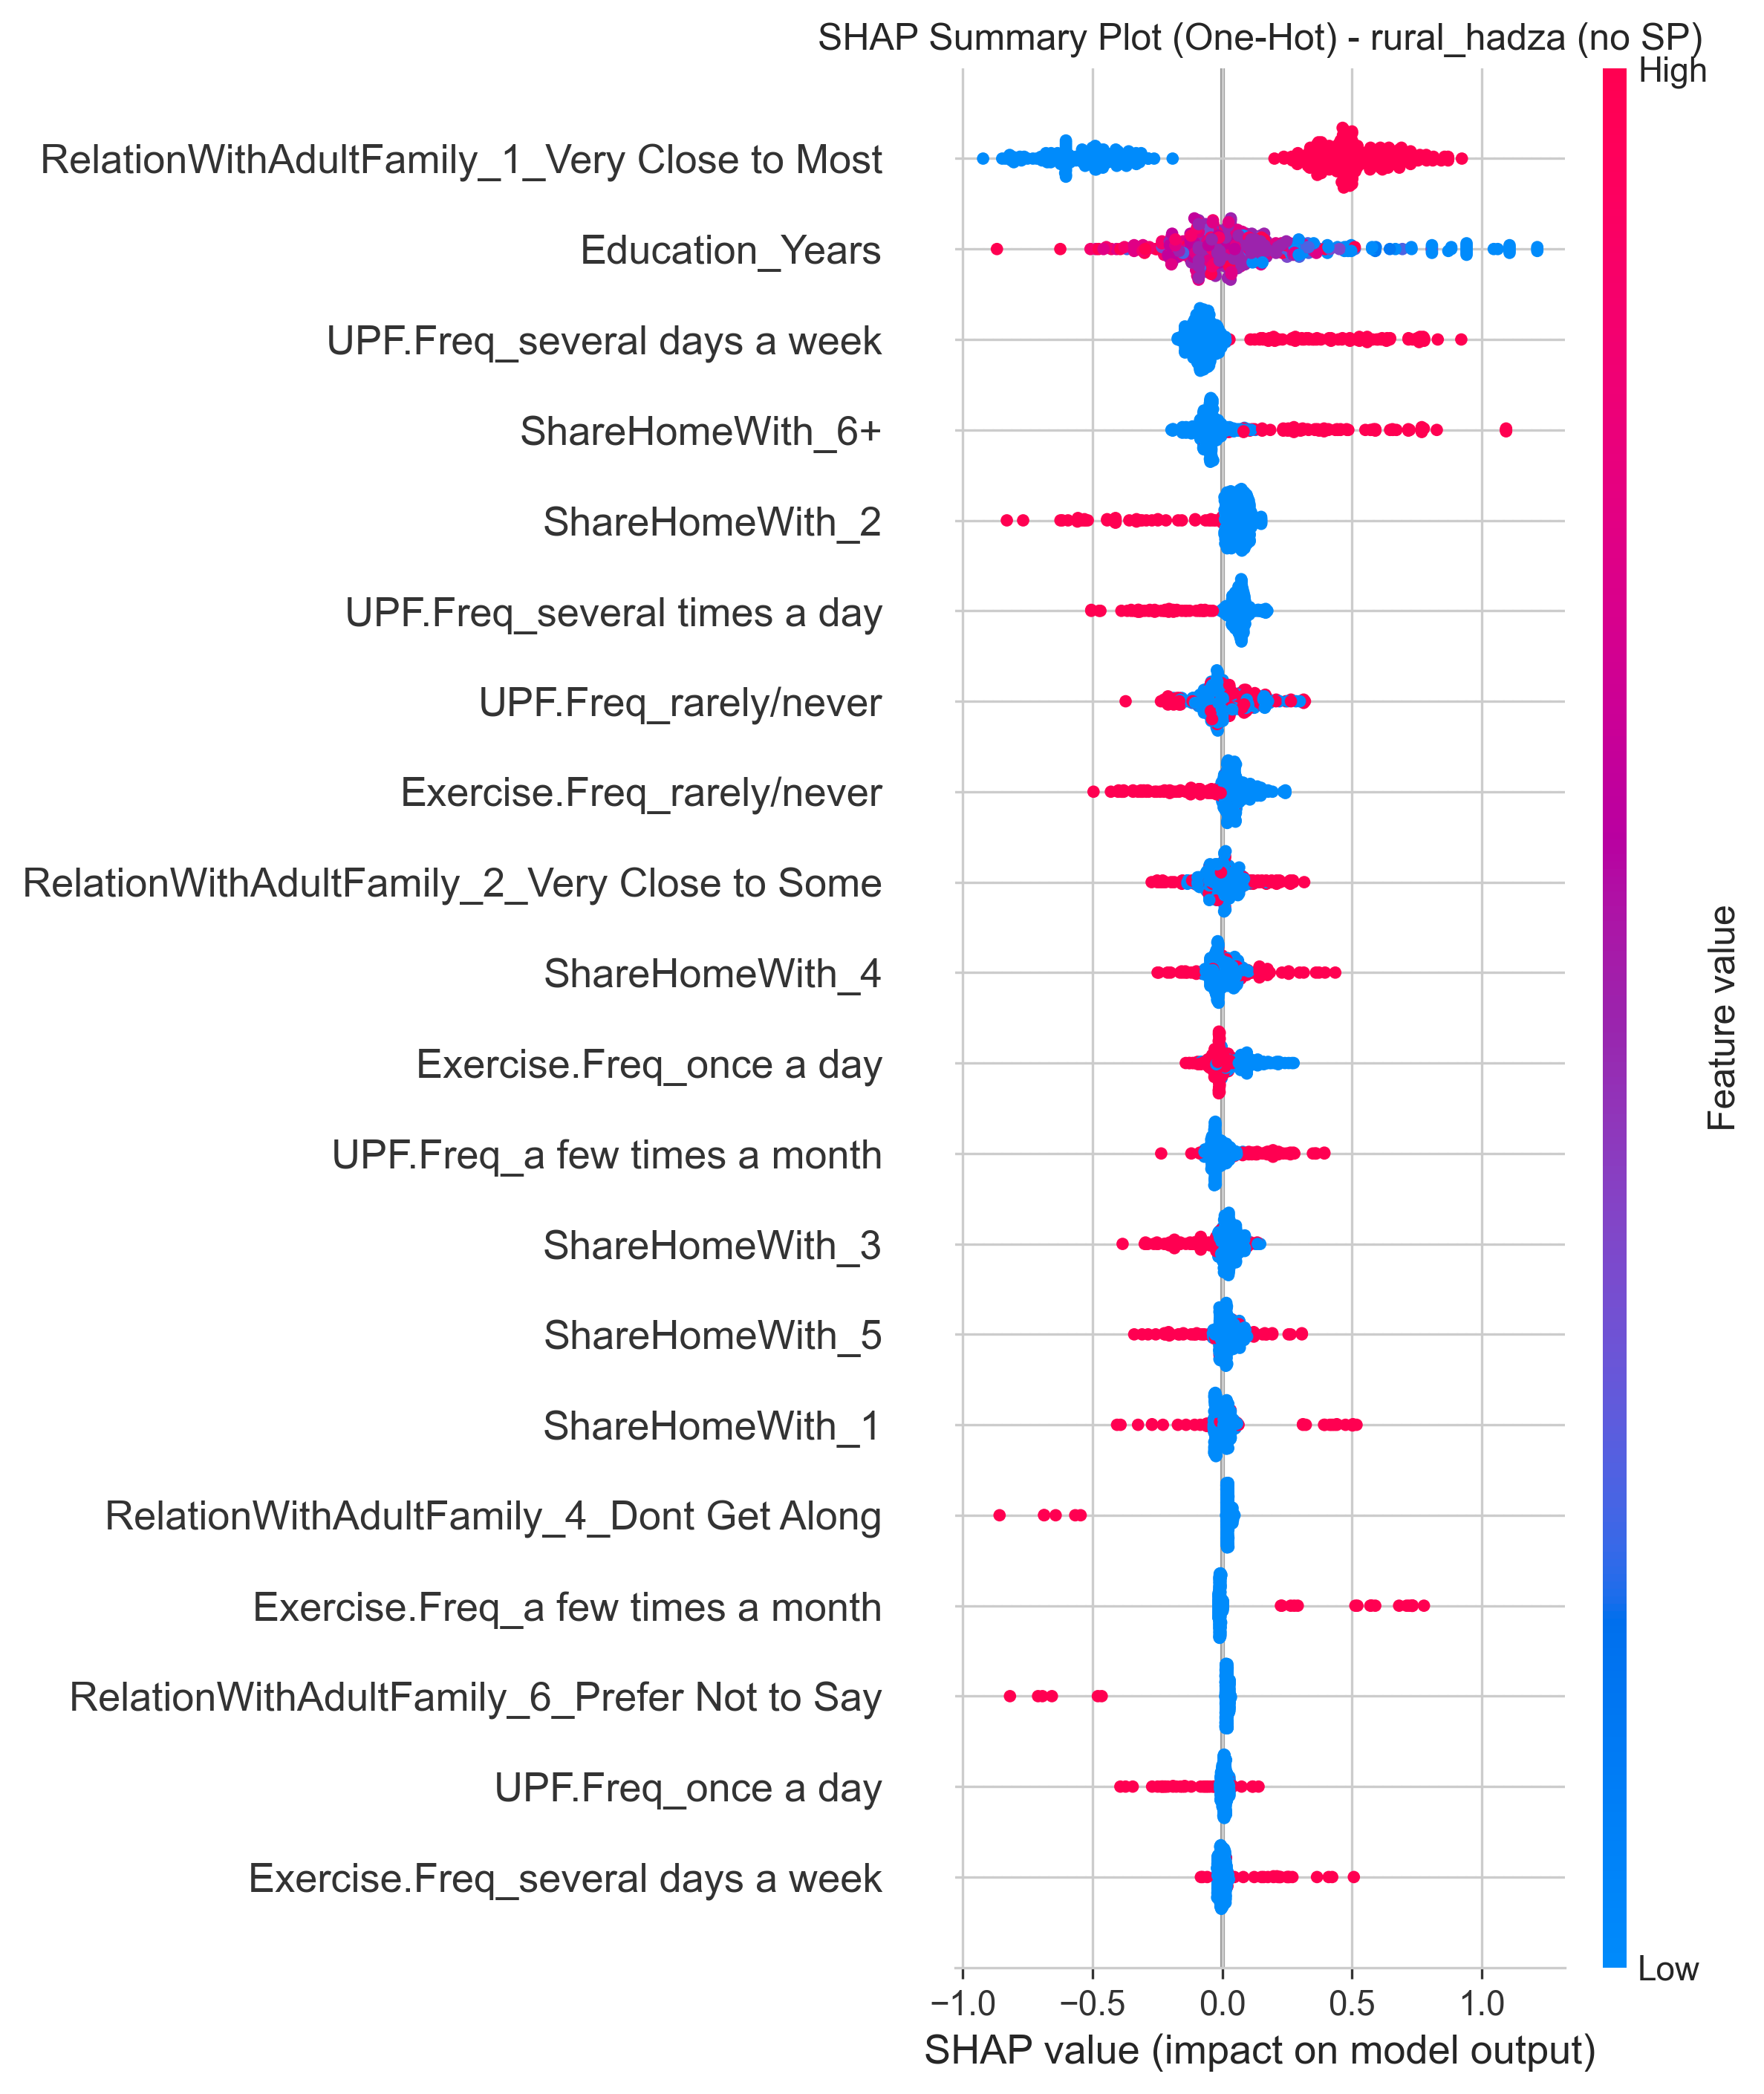 SHAP Summary Plot (One-Hot) - rural_hadza (no SP)
High
RelationWithAdultFamily_1_Very Close to Most
Education_Years
UPF.Freq_several days a week
ShareHomeWith_6+
ShareHomeWith_2
UPF.Freq_several times a day
UPF.Freq_rarely/never
Exercise.Freq_rarely/never
RelationWithAdultFamily_2_Very Close to Some
ShareHomeWith_4
Exercise.Freq_once a day
UPF.Freq_a few times a month
ShareHomeWith_3
ShareHomeWith_5
ShareHomeWith_1
RelationWithAdultFamily_4_Dont Get Along
Exercise.Freq_a few times a month
RelationWithAdultFamily_6_Prefer Not to Say
UPF.Freq_once a day
Exercise.Freq_several days a week
Feature value
Low
−1.0 −0.5 0.0 0.5 1.0
SHAP value (impact on model output)